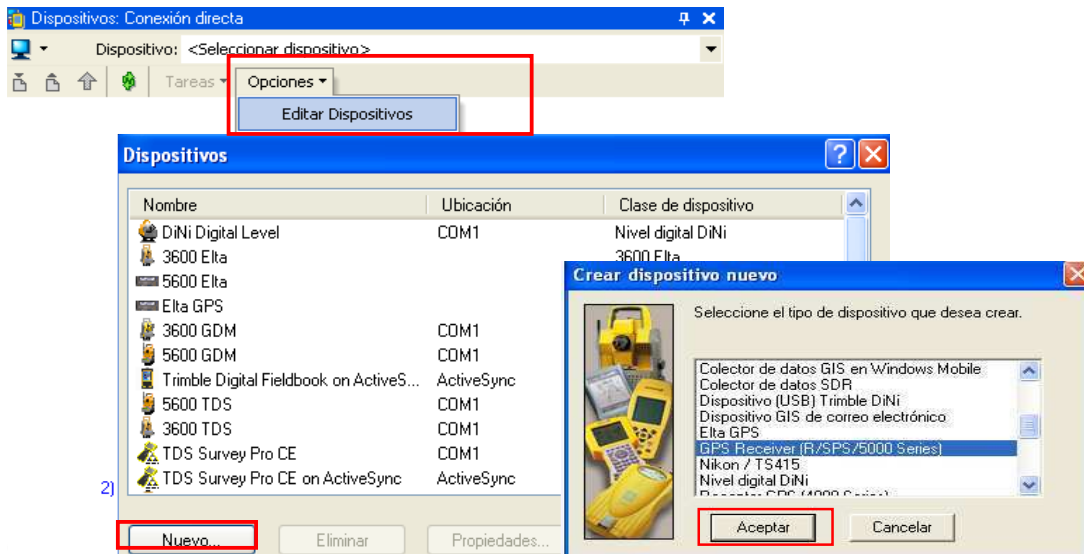 Dispositivos: Conexión directa
Dispositivo: <Seleccionar dispositivo>
Tareas Opciones
Editar Dispositivos
Dispositivos
Nombre Ubicación Clase de dispositivo
DiNi Digital Level COM1 Nivel digital DiNi
3600 Elta 3600 Elta
5600 Elta
Elta GPS
3600 GDM COM1
5600 GDM COM1
Trimble Digital Fieldbook on ActiveS... ActiveSync
5600 TDS COM1
3600 TDS COM1
TDS Survey Pro CE COM1
TDS Survey Pro CE on ActiveSync ActiveSync
2)
Nuevo... Eliminar Propiedades...
Crear dispositivo nuevo
Seleccione el tipo de dispositivo que desea crear.
Colector de datos GIS en Windows Mobile
Colector de datos SDR
Dispositivo (USB) Trimble DiNi
Dispositivo GIS de correo electrónico
Elta GPS
GPS Receiver (R/SPS/5000 Series)
Nikon / TS415
Nivel digital DiNi
Receptor GPS (4000 Series)
Aceptar Cancelar